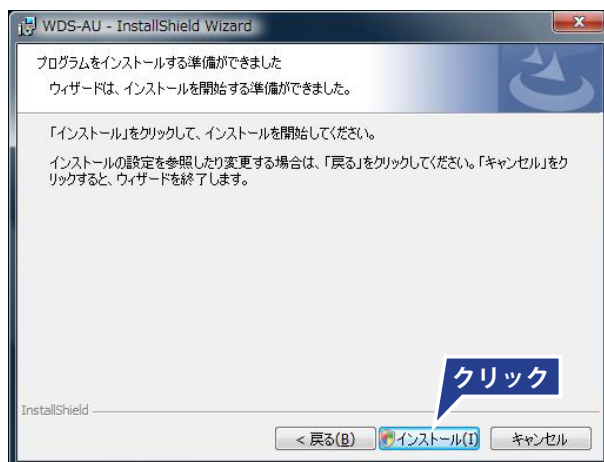 WDS-AU - InstallShield Wizard
プログラムをインストールする準備ができました
ウィザードは、インストールを開始する準備ができました。
「インストール」をクリックして、インストールを開始してください。
インストールの設定を参照したり変更する場合は、「戻る」をクリックしてください。「キャンセル」をク
リックすると、ウィザードを終了します。
クリック
InstallShield
< 戻る(B) インストール(I) キャンセル